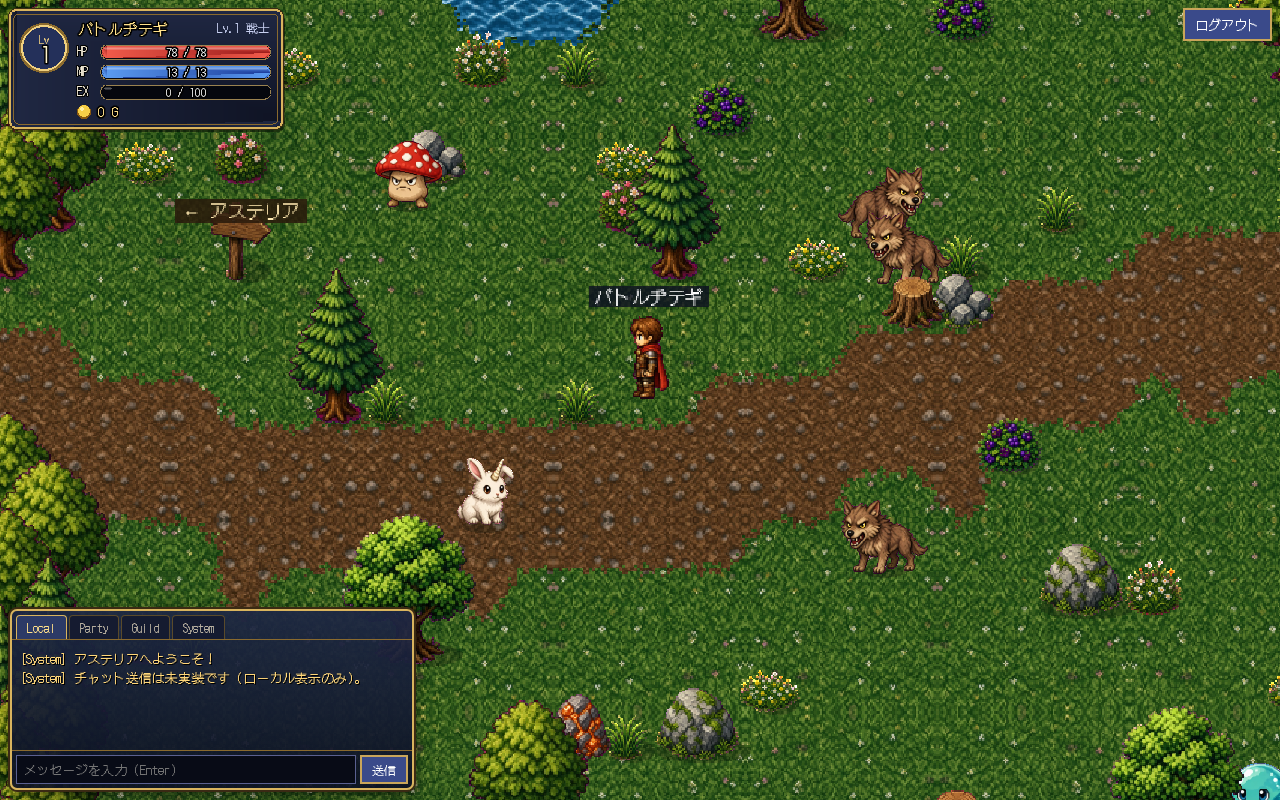 バトルヂテギ Lv.1 戦士
Lv
1
HP 78 / 78
MP 13 / 13
EX 0 / 100
0 G
ログアウト
← アステリア
バトルヂテギ
Local Party Guild System
[System] アステリアへようこそ！
[System] チャット送信は未実装です（ローカル表示のみ）。
メッセージを入力 (Enter) 送信